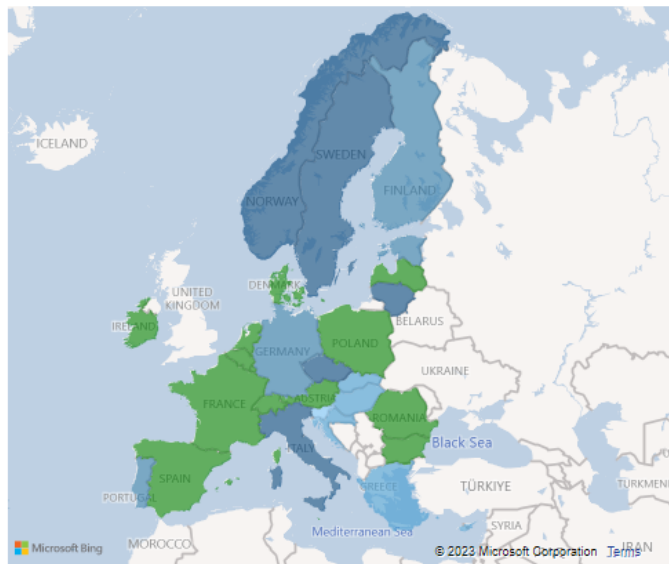 ICELAND
SWEDEN
FINLAND
NORWAY
UNITED
KINGDOM
DENMARK
IRELAND
BELARUS
POLAND
GERMANY
UKRAINE
AUSTRIA
FRANCE
ROMANIA
Black Sea
ITALY
SPAIN
PORTUGAL
GREECE
TÜRKIYE
TURKMEN
SYRIA
Mediterranean Sea
MOROCCO
IRAN
Microsoft Bing
© 2023 Microsoft Corporation Terms